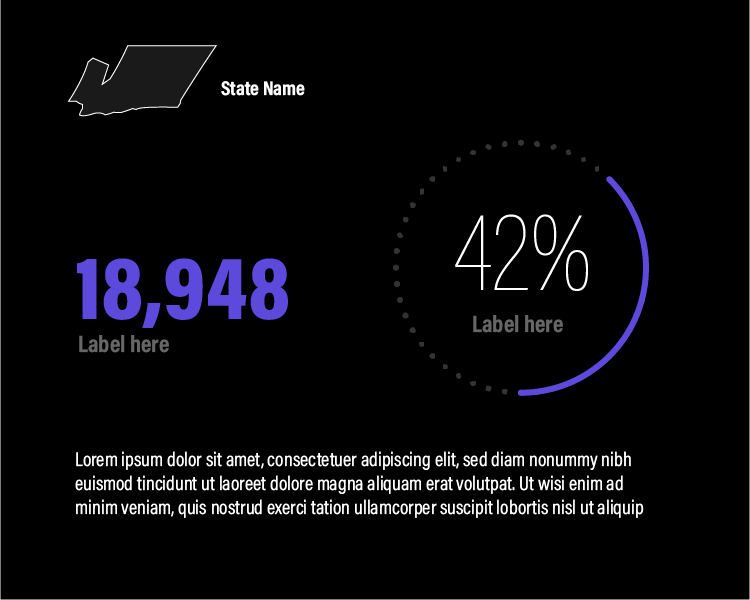 State Name
18,948
Label here
42%
Label here
Lorem ipsum dolor sit amet, consectetuer adipiscing elit, sed diam nonummy nibh
euismod tincidunt ut laoreet dolore magna aliquam erat volutpat. Ut wisi enim ad
minim veniam, quis nostrud exerci tation ullamcorper suscipit lobortis nisl ut aliquip